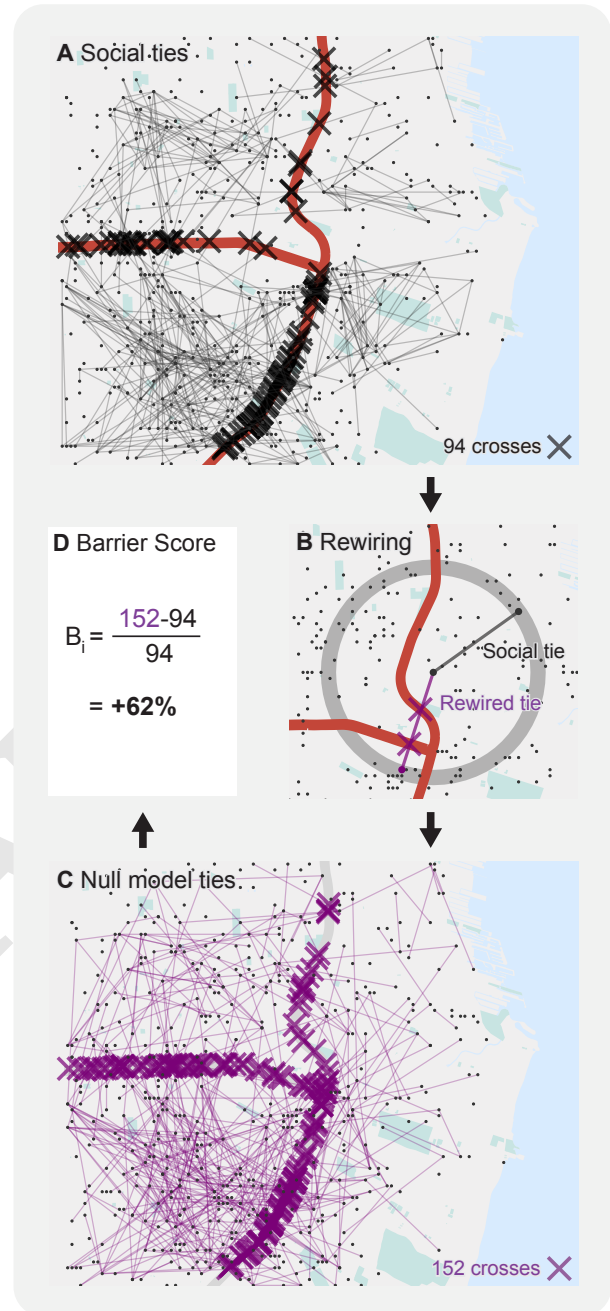 A Social ties
94 crosses
D Barrier Score
B_i = 152-94
94
= +62%
B Rewiring
Social tie
Rewired tie
C Null model ties
152 crosses